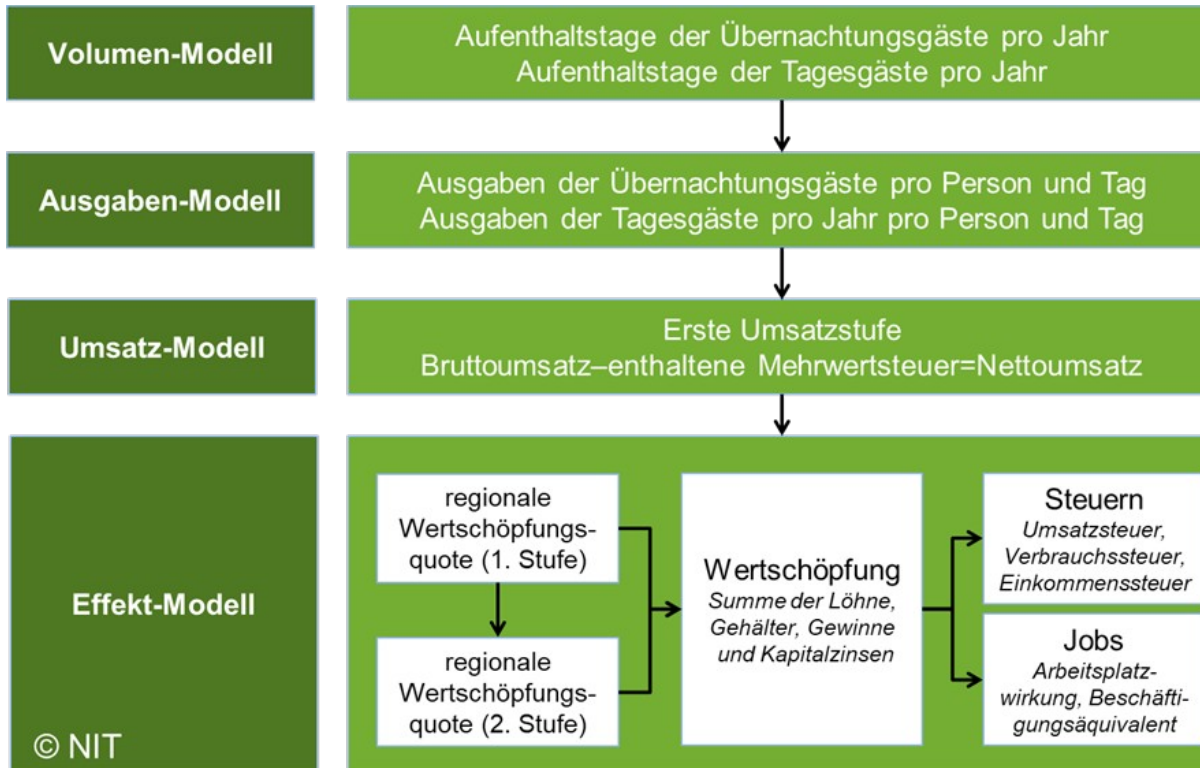 Volumen-Modell
Aufenthaltstage der Übernachtungsgäste pro Jahr
Aufenthaltstage der Tagesgäste pro Jahr
Ausgaben-Modell
Ausgaben der Übernachtungsgäste pro Person und Tag
Ausgaben der Tagesgäste pro Jahr pro Person und Tag
Umsatz-Modell
Erste Umsatzstufe
Bruttoumsatz–enthaltene Mehrwertsteuer=Nettoumsatz
Effekt-Modell
regionale
Wertschöpfungs-
quote (1. Stufe)
regionale
Wertschöpfungs-
quote (2. Stufe)
Wertschöpfung
Summe der Löhne,
Gehälter, Gewinne
und Kapitalzinsen
Steuern
Umsatzsteuer,
Verbrauchssteuer,
Einkommenssteuer
Jobs
Arbeitsplatz-
wirkung, Beschäfti-
gungsäquivalent
© NIT